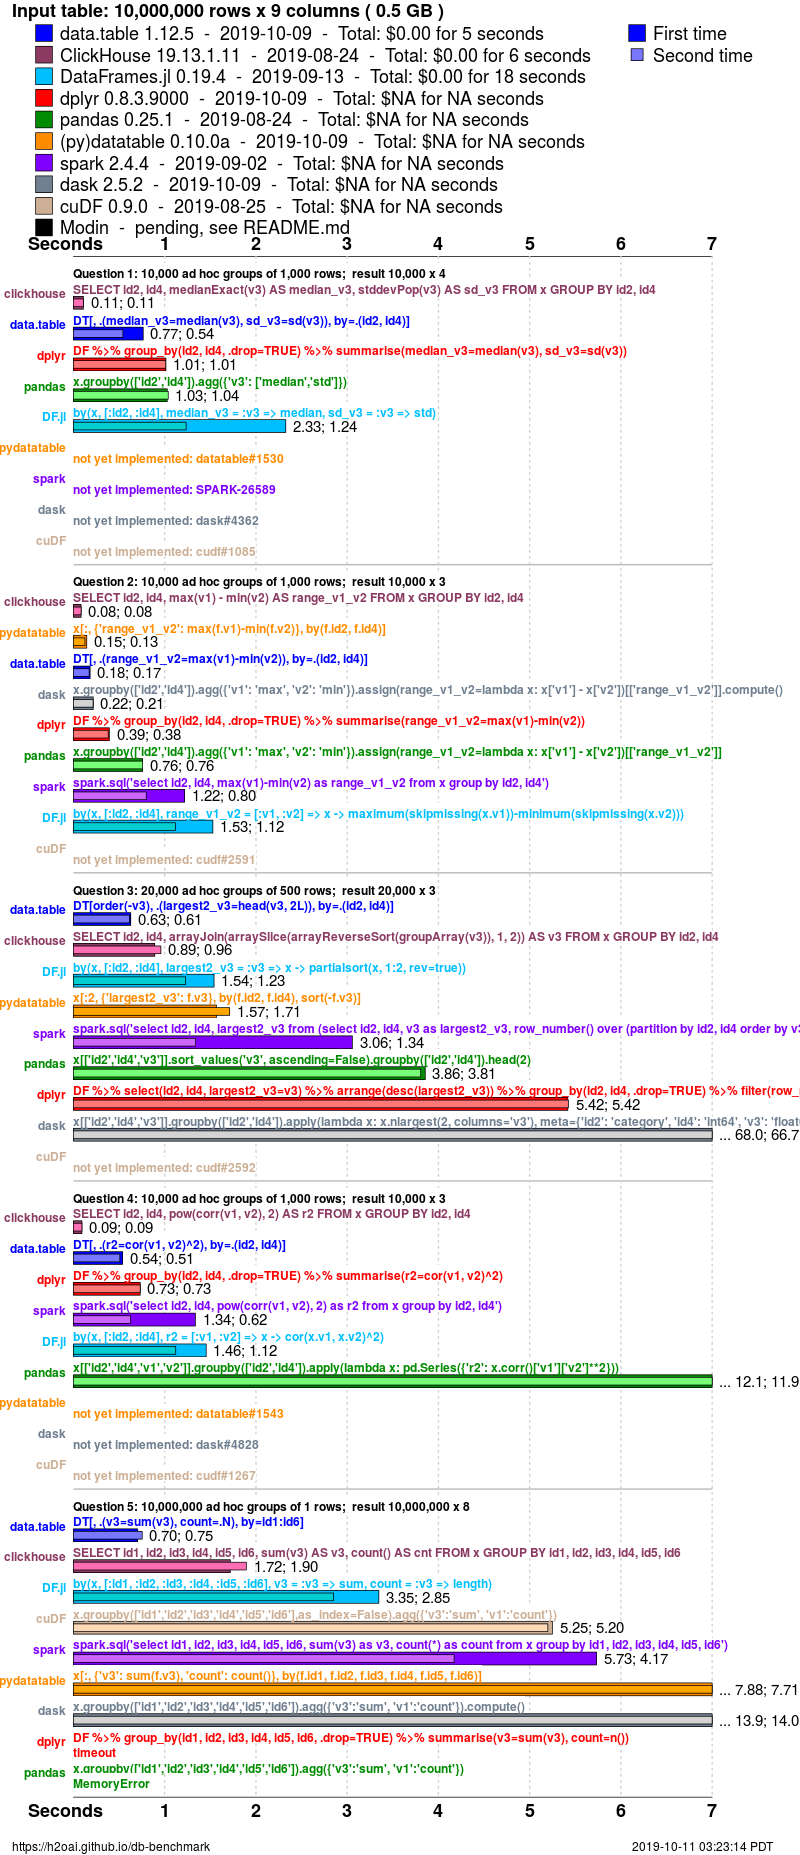 Input table: 10,000,000 rows x 9 columns ( 0.5 GB )
data.table 1.12.5 - 2019-10-09 - Total: $0.00 for 5 seconds
First time
ClickHouse 19.13.1.11 - 2019-08-24 - Total: $0.00 for 6 seconds
Second time
DataFrames.jl 0.19.4 - 2019-09-13 - Total: $0.00 for 18 seconds
dplyr 0.8.3.9000 - 2019-10-09 - Total: $NA for NA seconds
pandas 0.25.1 - 2019-08-24 - Total: $NA for NA seconds
(py)datatable 0.10.0a - 2019-10-09 - Total: $NA for NA seconds
spark 2.4.4 - 2019-09-02 - Total: $NA for NA seconds
dask 2.5.2 - 2019-10-09 - Total: $NA for NA seconds
cuDF 0.9.0 - 2019-08-25 - Total: $NA for NA seconds
Modin - pending, see README.md
Seconds 1 2 3 4 5 6 7
Question 1: 10,000 ad hoc groups of 1,000 rows; result 10,000 x 4
clickhouse SELECT id2, id4, medianExact(v3) AS median_v3, stddevPop(v3) AS sd_v3 FROM x GROUP BY id2, id4
0.11; 0.11
data.table DT[, .(median_v3=median(v3), sd_v3=sd(v3)), by=.(id2, id4)]
0.77; 0.54
dplyr DF %>% group_by(id2, id4, .drop=TRUE) %>% summarise(median_v3=median(v3), sd_v3=sd(v3))
1.01; 1.01
pandas x.groupby(['id2','id4']).agg({'v3': ['median','std']})
1.03; 1.04
DF.jl by(x, [:id2, :id4], median_v3 = :v3 => median, sd_v3 = :v3 => std)
2.33; 1.24
pydatatable
not yet implemented: datatable#1530
spark
not yet implemented: SPARK-26589
dask
not yet implemented: dask#4362
cuDF
not yet implemented: cudf#1085
Question 2: 10,000 ad hoc groups of 1,000 rows; result 10,000 x 3
clickhouse SELECT id2, id4, max(v1) - min(v2) AS range_v1_v2 FROM x GROUP BY id2, id4
0.08; 0.08
pydatatable x[:, {'range_v1_v2': max(f.v1)-min(f.v2)}, by(f.id2, f.id4)]
0.15; 0.13
data.table DT[, .(range_v1_v2=max(v1)-min(v2)), by=.(id2, id4)]
0.18; 0.17
dask x.groupby(['id2','id4']).agg({'v1': 'max', 'v2': 'min'}).assign(range_v1_v2=lambda x: x['v1'] - x['v2'])[['range_v1_v2']].compute()
0.22; 0.21
dplyr DF %>% group_by(id2, id4, .drop=TRUE) %>% summarise(range_v1_v2=max(v1)-min(v2))
0.39; 0.38
pandas x.groupby(['id2','id4']).agg({'v1': 'max', 'v2': 'min'}).assign(range_v1_v2=lambda x: x['v1'] - x['v2'])[['range_v1_v2']]
0.76; 0.76
spark spark.sql('select id2, id4, max(v1)-min(v2) as range_v1_v2 from x group by id2, id4')
1.22; 0.80
DF.jl by(x, [:id2, :id4], range_v1_v2 = [:v1, :v2] => x -> maximum(skipmissing(x.v1))-minimum(skipmissing(x.v2)))
1.53; 1.12
cuDF
not yet implemented: cudf#2591
Question 3: 20,000 ad hoc groups of 500 rows; result 20,000 x 3
data.table DT[order(-v3), .(largest2_v3=head(v3, 2L)), by=.(id2, id4)]
0.63; 0.61
clickhouse SELECT id2, id4, arrayJoin(arraySlice(arrayReverseSort(groupArray(v3)), 1, 2)) AS v3 FROM x GROUP BY id2, id4
0.89; 0.96
DF.jl by(x, [:id2, :id4], largest2_v3 = :v3 => x -> partialsort(x, 1:2, rev=true))
1.54; 1.23
pydatatable x[:2, {'largest2_v3': f.v3}, by(f.id2, f.id4), sort(-f.v3)]
1.57; 1.71
spark spark.sql('select id2, id4, largest2_v3 from (select id2, id4, v3 as largest2_v3, row_number() over (partition by id2, id4 order by v3
3.06; 1.34
pandas x[['id2','id4','v3']].sort_values('v3', ascending=False).groupby(['id2','id4']).head(2)
3.86; 3.81
dplyr DF %>% select(id2, id4, largest2_v3=v3) %>% arrange(desc(largest2_v3)) %>% group_by(id2, id4, .drop=TRUE) %>% filter(row_
5.42; 5.42
dask x[['id2','id4','v3']].groupby(['id2','id4']).apply(lambda x: x.nlargest(2, columns='v3'), meta={'id2': 'category', 'id4': 'int64', 'v3': 'float
... 68.0; 66.7
cuDF
not yet implemented: cudf#2592
Question 4: 10,000 ad hoc groups of 1,000 rows; result 10,000 x 3
clickhouse SELECT id2, id4, pow(corr(v1, v2), 2) AS r2 FROM x GROUP BY id2, id4
0.09; 0.09
data.table DT[, .(r2=cor(v1, v2)^2), by=.(id2, id4)]
0.54; 0.51
dplyr DF %>% group_by(id2, id4, .drop=TRUE) %>% summarise(r2=cor(v1, v2)^2)
0.73; 0.73
spark spark.sql('select id2, id4, pow(corr(v1, v2), 2) as r2 from x group by id2, id4')
1.34; 0.62
DF.jl by(x, [:id2, :id4], r2 = [:v1, :v2] => x -> cor(x.v1, x.v2)^2)
1.46; 1.12
pandas x[['id2','id4','v1','v2']].groupby(['id2','id4']).apply(lambda x: pd.Series({'r2': x.corr()['v1']['v2']**2}))
... 12.1; 11.9
pydatatable
not yet implemented: datatable#1543
dask
not yet implemented: dask#4828
cuDF
not yet implemented: cudf#1267
Question 5: 10,000,000 ad hoc groups of 1 rows; result 10,000,000 x 8
data.table DT[, .(v3=sum(v3), count=.N), by=id1:id6]
0.70; 0.75
clickhouse SELECT id1, id2, id3, id4, id5, id6, sum(v3) AS v3, count() AS cnt FROM x GROUP BY id1, id2, id3, id4, id5, id6
1.72; 1.90
DF.jl by(x, [:id1, :id2, :id3, :id4, :id5, :id6], v3 = :v3 => sum, count = :v3 => length)
3.35; 2.85
cuDF x.groupby(['id1','id2','id3','id4','id5','id6'],as_index=False).agg({'v3':'sum', 'v1':'count'})
5.25; 5.20
spark spark.sql('select id1, id2, id3, id4, id5, id6, sum(v3) as v3, count(*) as count from x group by id1, id2, id3, id4, id5, id6')
5.73; 4.17
pydatatable x[:, {'v3': sum(f.v3), 'count': count()}, by(f.id1, f.id2, f.id3, f.id4, f.id5, f.id6)]
... 7.88; 7.71
dask x.groupby(['id1','id2','id3','id4','id5','id6']).agg({'v3':'sum', 'v1':'count'}).compute()
... 13.9; 14.0
dplyr DF %>% group_by(id1, id2, id3, id4, id5, id6, .drop=TRUE) %>% summarise(v3=sum(v3), count=n())
timeout
pandas x.groupby(['id1','id2','id3','id4','id5','id6']).agg({'v3':'sum', 'v1':'count'})
MemoryError
Seconds 1 2 3 4 5 6 7
https://h2oai.github.io/db-benchmark
2019-10-11 03:23:14 PDT